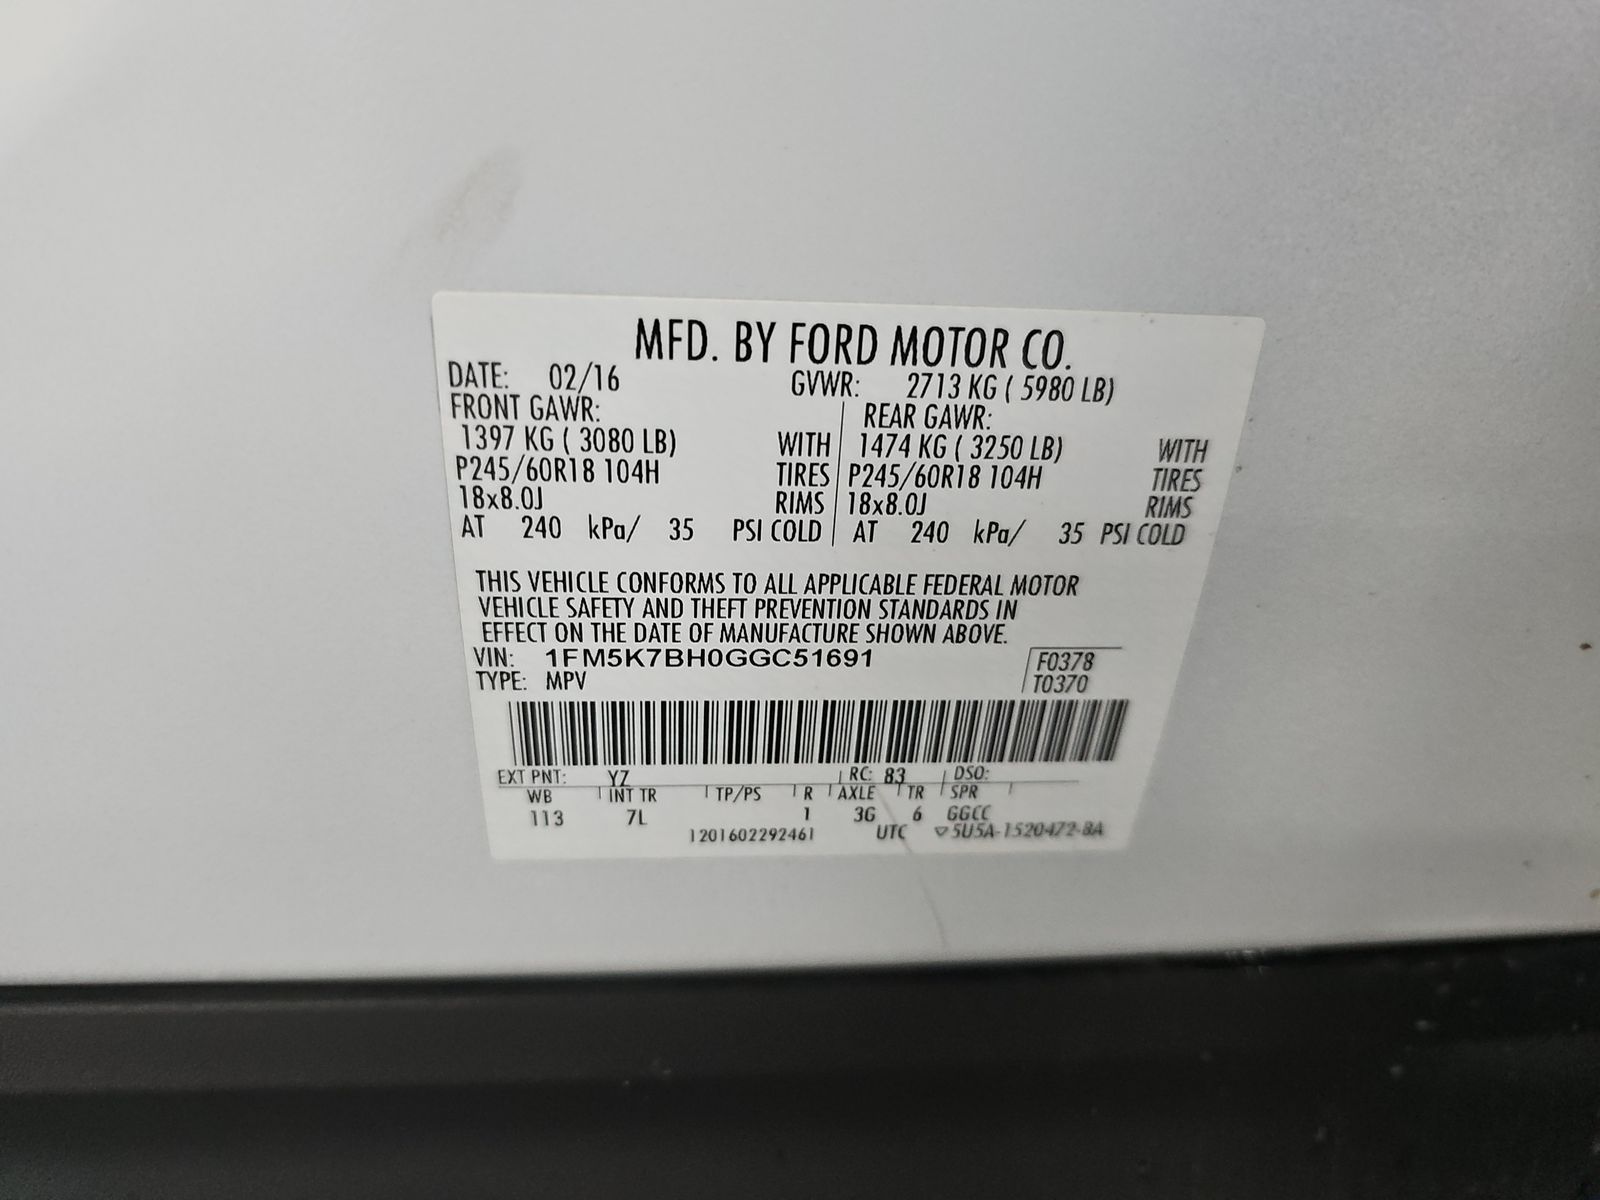 MFD. BY FORD MOTOR CO.
DATE: 02/16 GVWR: 2713 KG ( 5980 LB)
FRONT GAWR: REAR GAWR:
1397 KG ( 3080 LB) WITH 1474 KG ( 3250 LB) WITH
P245/60R18 104H TIRES P245/60R18 104H TIRES
18x8.0J RIMS 18x8.0J RIMS
AT 240 kPa/ 35 PSI COLD AT 240 kPa/ 35 PSI COLD
THIS VEHICLE CONFORMS TO ALL APPLICABLE FEDERAL MOTOR
VEHICLE SAFETY AND THEFT PREVENTION STANDARDS IN
EFFECT ON THE DATE OF MANUFACTURE SHOWN ABOVE.
VIN: 1FM5K7BH0GGC51691 F0378
TYPE: MPV T0370
EXT PNT: YZ RC: 83 DSO:
WB INT TR TP/PS R AXLE TR SPR
113 7L 1 3G 6 GGCC
1201602292461 UTC ▽5U5A-1520472-BA